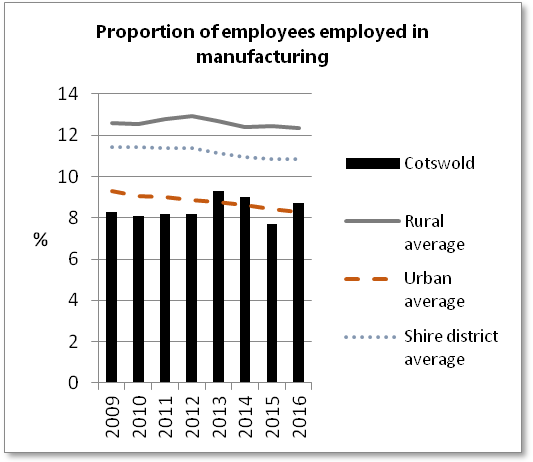 Proportion of employees employed in
manufacturing
14
12
10
8
6
4
2
0
%
2009
2010
2011
2012
2013
2014
2015
2016
Cotswold
Rural
average
Urban
average
Shire district
average